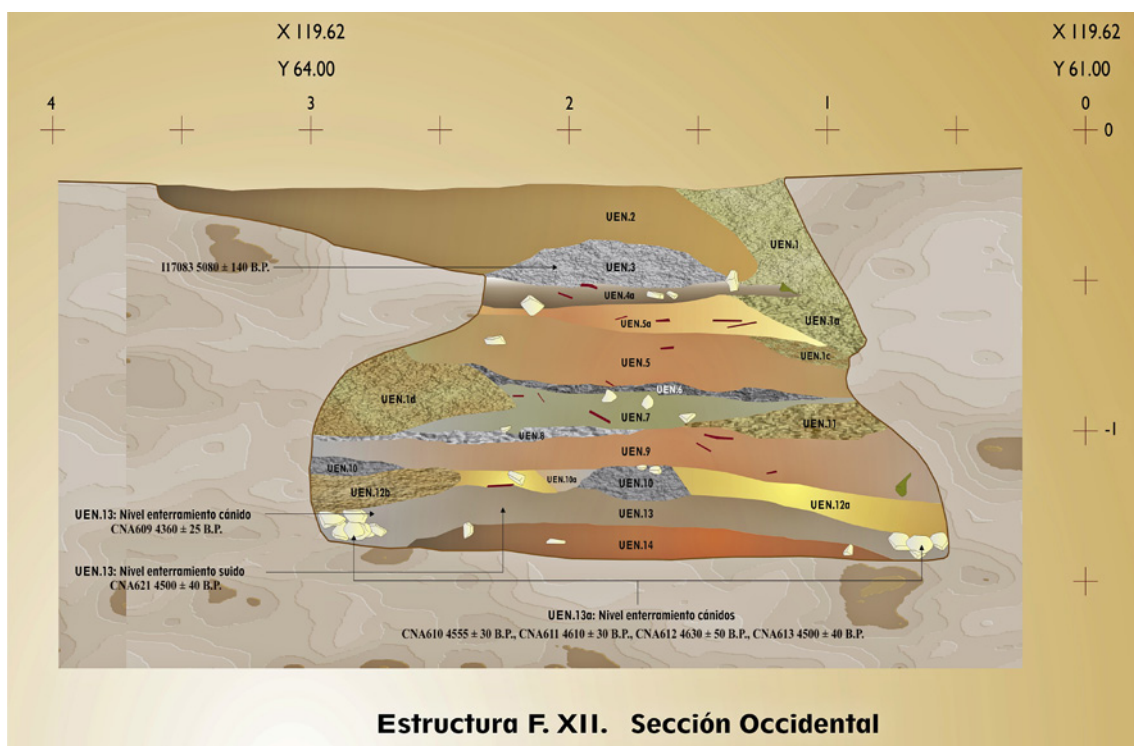 X 119.62
X 119.62
Y 64.00
Y 61.00
4
3
2
1
0
0
UEN.2
UEN.1
I17083 5080 ± 140 B.P.
UEN.3
UEN.4a
UEN.5a
UEN.1a
UEN.1c
UEN.5
UEN.6
UEN.1d
UEN.7
UEN.11
-1
UEN.8
UEN.9
UEN.10
UEN.10a
UEN.10
UEN.12b
UEN.12a
UEN.13: Nivel enterramiento cánido
CNA609 4360 ± 25 B.P.
UEN.13
UEN.14
UEN.13: Nivel enterramiento suido
CNA621 4500 ± 40 B.P.
UEN.13a: Nivel enterramiento cánidos
CNA610 4555 ± 30 B.P., CNA611 4610 ± 30 B.P., CNA612 4630 ± 50 B.P., CNA613 4500 ± 40 B.P.
Estructura F. XII. Sección Occidental